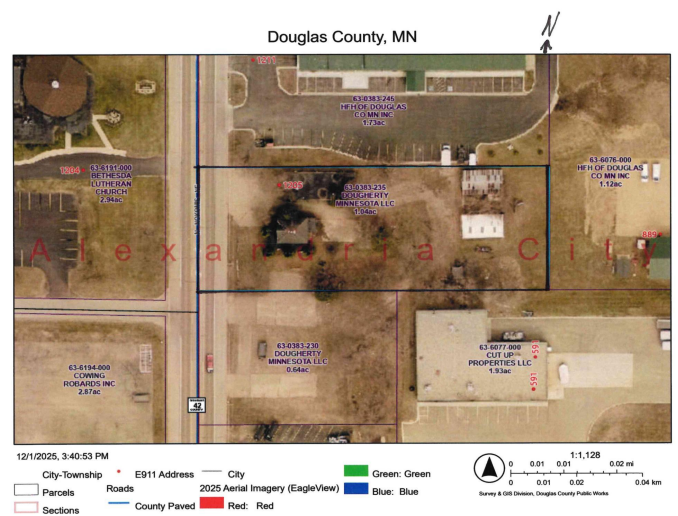 N
Douglas County, MN
1211
63-0383-245
HFH OF DOUGLAS
CO MN INC
1.73ac
63-6191-000
BETHESDA
LUTHERAN
CHURCH
2.94ac
1204
63-0383-235
DOUGHERTY
MINNESOTA LLC
1.04ac
63-6076-000
HFH OF DOUGLAS
CO MN INC
1.12ac
889
Alexandria City
63-0383-230
DOUGHERTY
MINNESOTA LLC
0.64ac
63-6077-000
CUT UP
PROPERTIES LLC
1.93ac
591
63-6194-000
COWING
ROBARDS INC
2.87ac
42
12/1/2025, 3:40:53 PM
1:1,128
0 0.01 0.01 0.02 mi
0 0.01 0.02 0.04 km
City-Township
E911 Address
City
Green: Green
Parcels
Roads
2025 Aerial Imagery (EagleView)
Blue: Blue
Sections
County Paved
Red: Red
Survey & GIS Division, Douglas County Public Works